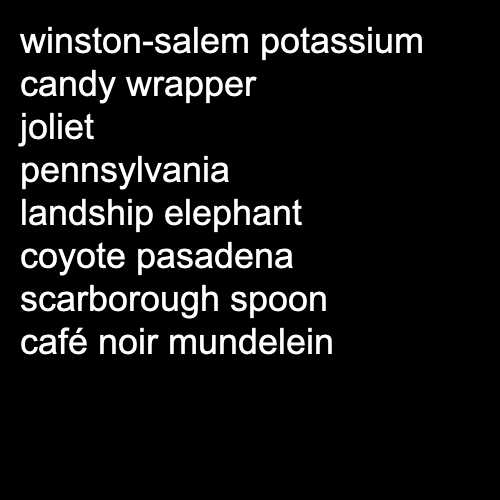 winston-salem potassium
candy wrapper
joliet
pennsylvania
landship elephant
coyote pasadena
scarborough spoon
café noir mundelein